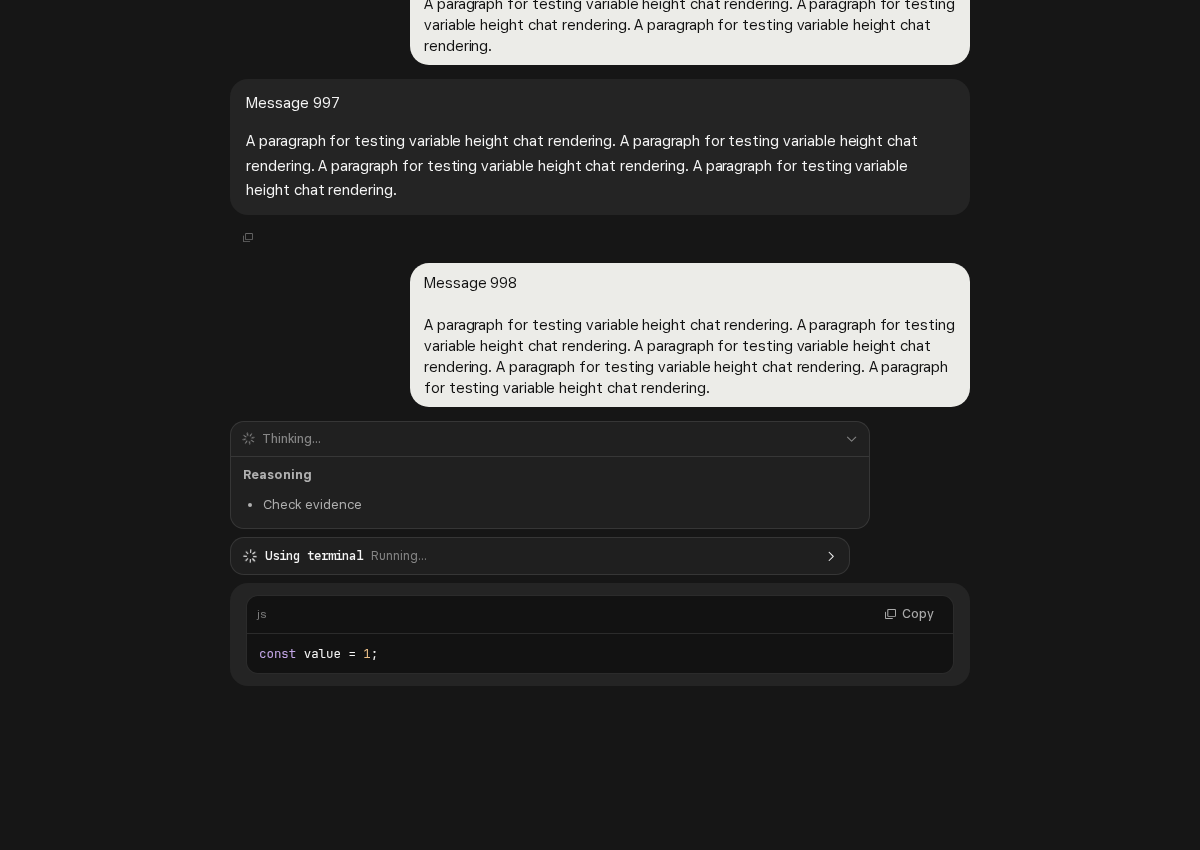 A paragraph for testing variable height chat rendering. A paragraph for testing
variable height chat rendering. A paragraph for testing variable height chat
rendering.
Message 997
A paragraph for testing variable height chat rendering. A paragraph for testing variable height chat
rendering. A paragraph for testing variable height chat rendering. A paragraph for testing variable
height chat rendering.
Message 998
A paragraph for testing variable height chat rendering. A paragraph for testing
variable height chat rendering. A paragraph for testing variable height chat
rendering. A paragraph for testing variable height chat rendering. A paragraph
for testing variable height chat rendering.
Thinking...
Reasoning
• Check evidence
Using terminal Running...
js Copy
const value = 1;